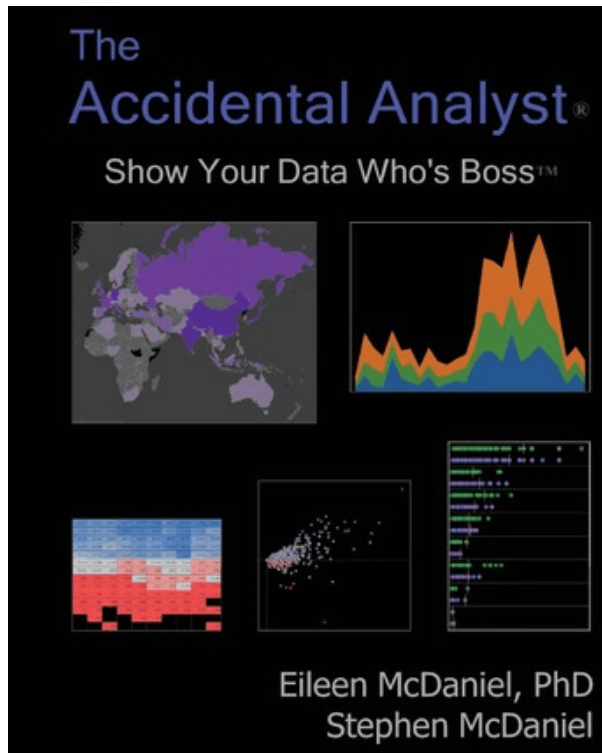 The
Accidental Analyst®
Show Your Data Who's Boss™
Eileen McDaniel, PhD
Stephen McDaniel